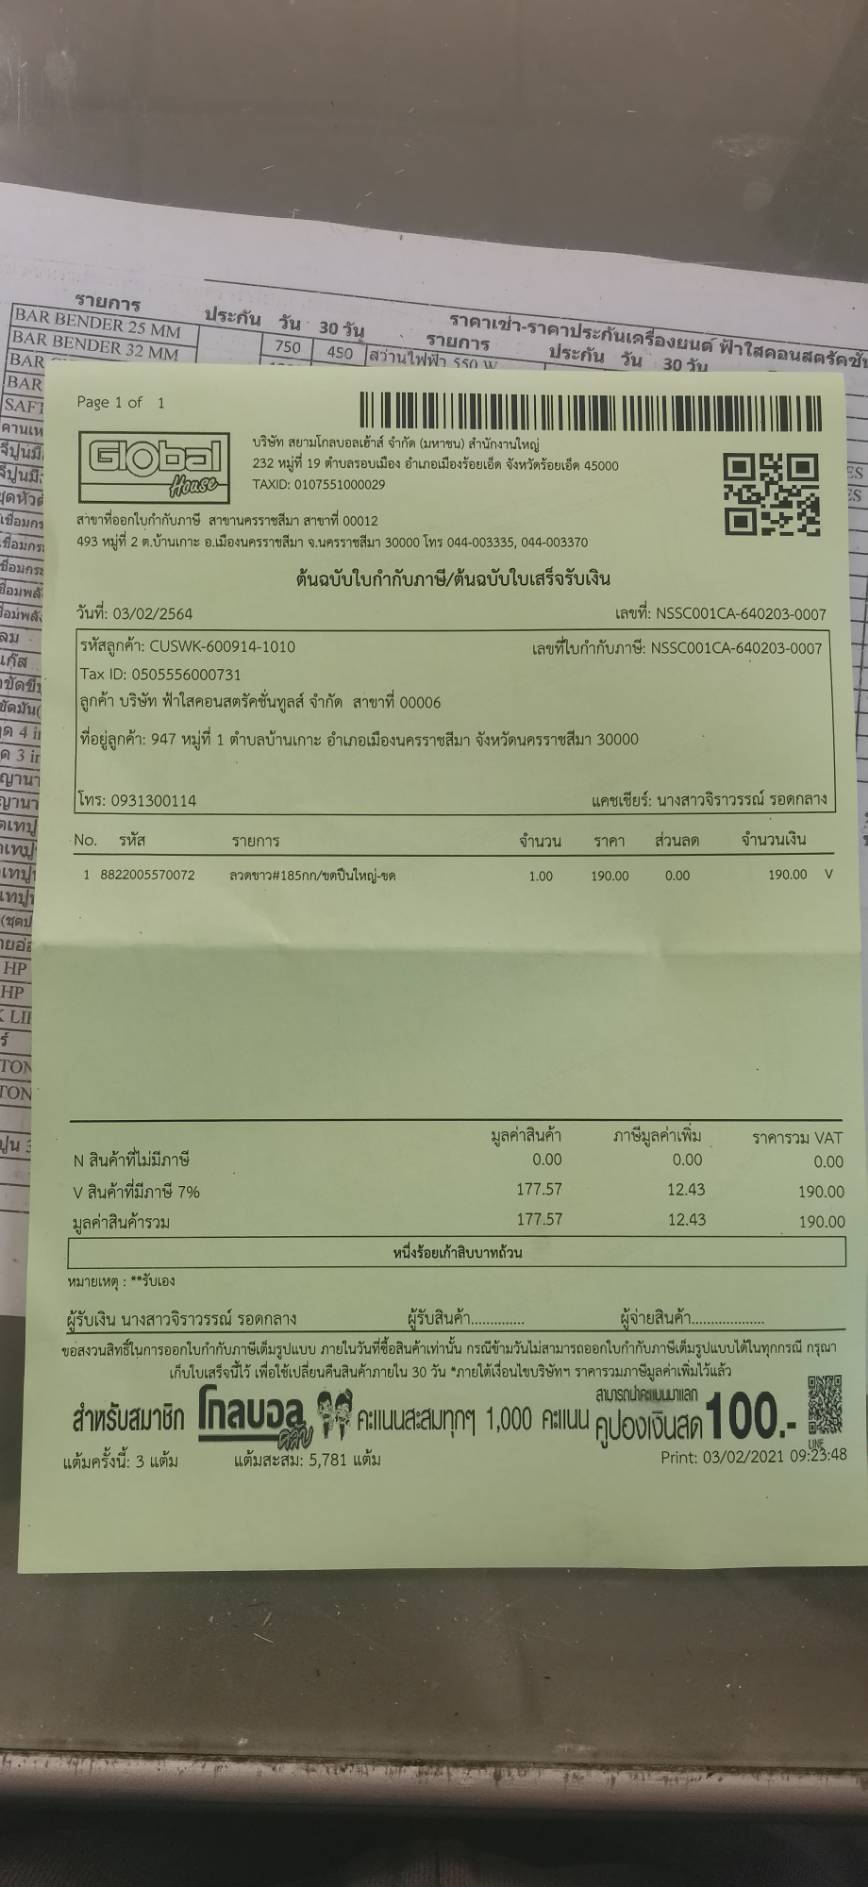 รายการ
BAR BENDER 25 MM
BAR BENDER 32 MM
ประกัน วัน 30 วัน
750 450
ราคาเช่า-ราคาประกันเครื่องยนต์ ฟ้าใสคอนสตรัคชั่
รายการ ประกัน วัน 30 วัน
สว่านไฟฟ้า 550 W
BAR
BAR
Page 1 of 1
Global House
บริษัท สยามโกลบอลเฮ้าส์ จำกัด (มหาชน) สำนักงานใหญ่
232 หมู่ที่ 19 ตำบลรอบเมือง อำเภอเมืองร้อยเอ็ด จังหวัดร้อยเอ็ด 45000
TAXID: 0107551000029
สาขาที่ออกใบกำกับภาษี สาขานครราชสีมา สาขาที่ 00012
493 หมู่ที่ 2 ต.บ้านเกาะ อ.เมืองนครราชสีมา จ.นครราชสีมา 30000 โทร 044-003335, 044-003370
ต้นฉบับใบกำกับภาษี/ต้นฉบับใบเสร็จรับเงิน
วันที่: 03/02/2564 เลขที่: NSSC001CA-640203-0007
รหัสลูกค้า: CUSWK-600914-1010 เลขที่ใบกำกับภาษี: NSSC001CA-640203-0007
Tax ID: 0505556000731
ลูกค้า บริษัท ฟ้าใสคอนสตรัคชั่นทูลส์ จำกัด สาขาที่ 00006
ที่อยู่ลูกค้า: 947 หมู่ที่ 1 ตำบลบ้านเกาะ อำเภอเมืองนครราชสีมา จังหวัดนครราชสีมา 30000
โทร: 0931300114 แคชเชียร์: นางสาวจิราวรรณ์ รอดกลาง
No. รหัส รายการ จำนวน ราคา ส่วนลด จำนวนเงิน
1 8822005570072 ลวดขาว#185กก/ขดปืนใหญ่-ขด 1.00 190.00 0.00 190.00 V
มูลค่าสินค้า ภาษีมูลค่าเพิ่ม ราคารวม VAT
N สินค้าที่ไม่มีภาษี 0.00 0.00 0.00
V สินค้าที่มีภาษี 7% 177.57 12.43 190.00
มูลค่าสินค้ารวม 177.57 12.43 190.00
หนึ่งร้อยเก้าสิบบาทถ้วน
หมายเหตุ : **รับเอง
ผู้รับเงิน นางสาวจิราวรรณ์ รอดกลาง ผู้รับสินค้า.............. ผู้จ่ายสินค้า...................
ขอสงวนสิทธิ์ในการออกใบกำกับภาษีเต็มรูปแบบ ภายในวันที่ซื้อสินค้าเท่านั้น กรณีข้ามวันไม่สามารถออกใบกำกับภาษีเต็มรูปแบบได้ในทุกกรณี กรุณา
เก็บใบเสร็จนี้ไว้ เพื่อใช้เปลี่ยนคืนสินค้าภายใน 30 วัน *ภายใต้เงื่อนไขบริษัทฯ ราคารวมภาษีมูลค่าเพิ่มไว้แล้ว
สำหรับสมาชิก โกลบอล คลับ คะแนนสะสมทุกๆ 1,000 คะแนน สามารถนำคะแนนมาแลก คูปองเงินสด 100.-
LINE
แต้มครั้งนี้: 3 แต้ม แต้มสะสม: 5,781 แต้ม Print: 03/02/2021 09:23:48